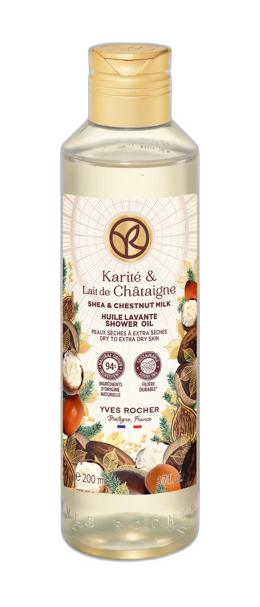 Karité &
Lait de Châtaigne
SHEA & CHESTNUT MILK
HUILE LAVANTE
SHOWER OIL
PEAUX SÈCHES À EXTRA SÈCHES
DRY TO EXTRA DRY SKIN
94%
INGRÉDIENTS
D'ORIGINE
NATURELLE
FILIÈRE
DURABLE*
YVES ROCHER
Bretagne, France
e 200 ml